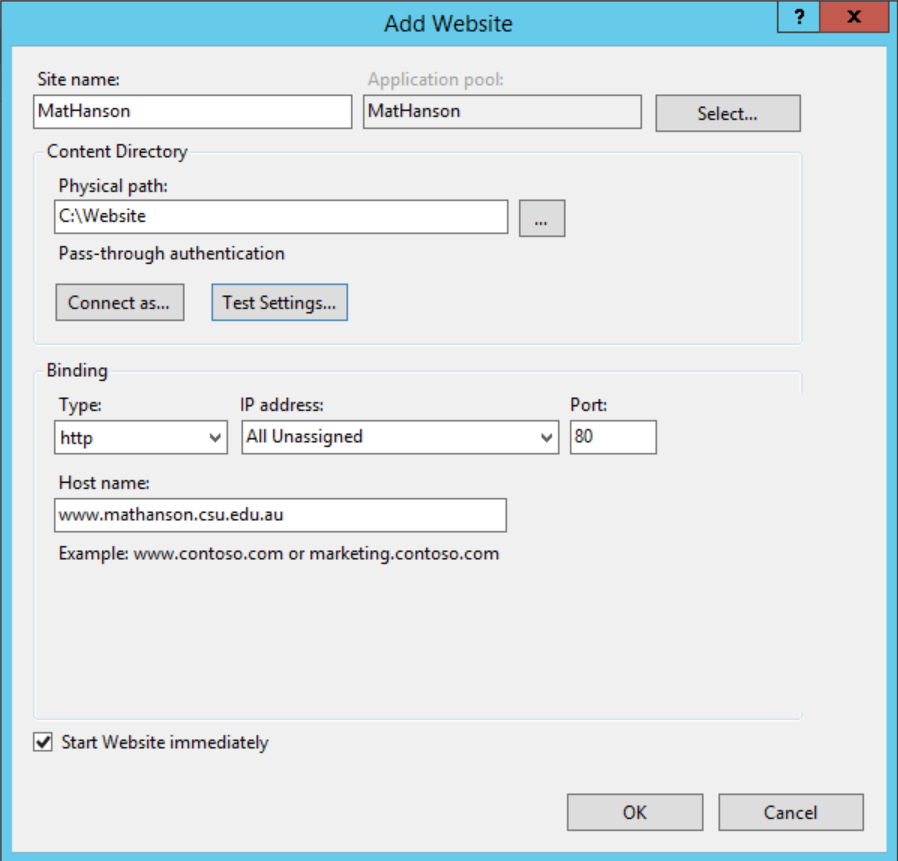 Add Website
?
x
Site name:
Application pool:
MatHanson
MatHanson
Select...
Content Directory
Physical path:
C:\Website
...
Pass-through authentication
Connect as...
Test Settings...
Binding
Type:
IP address:
Port:
http
All Unassigned
80
Host name:
www.mathanson.csu.edu.au
Example: www.contoso.com or marketing.contoso.com
Start Website immediately
OK
Cancel